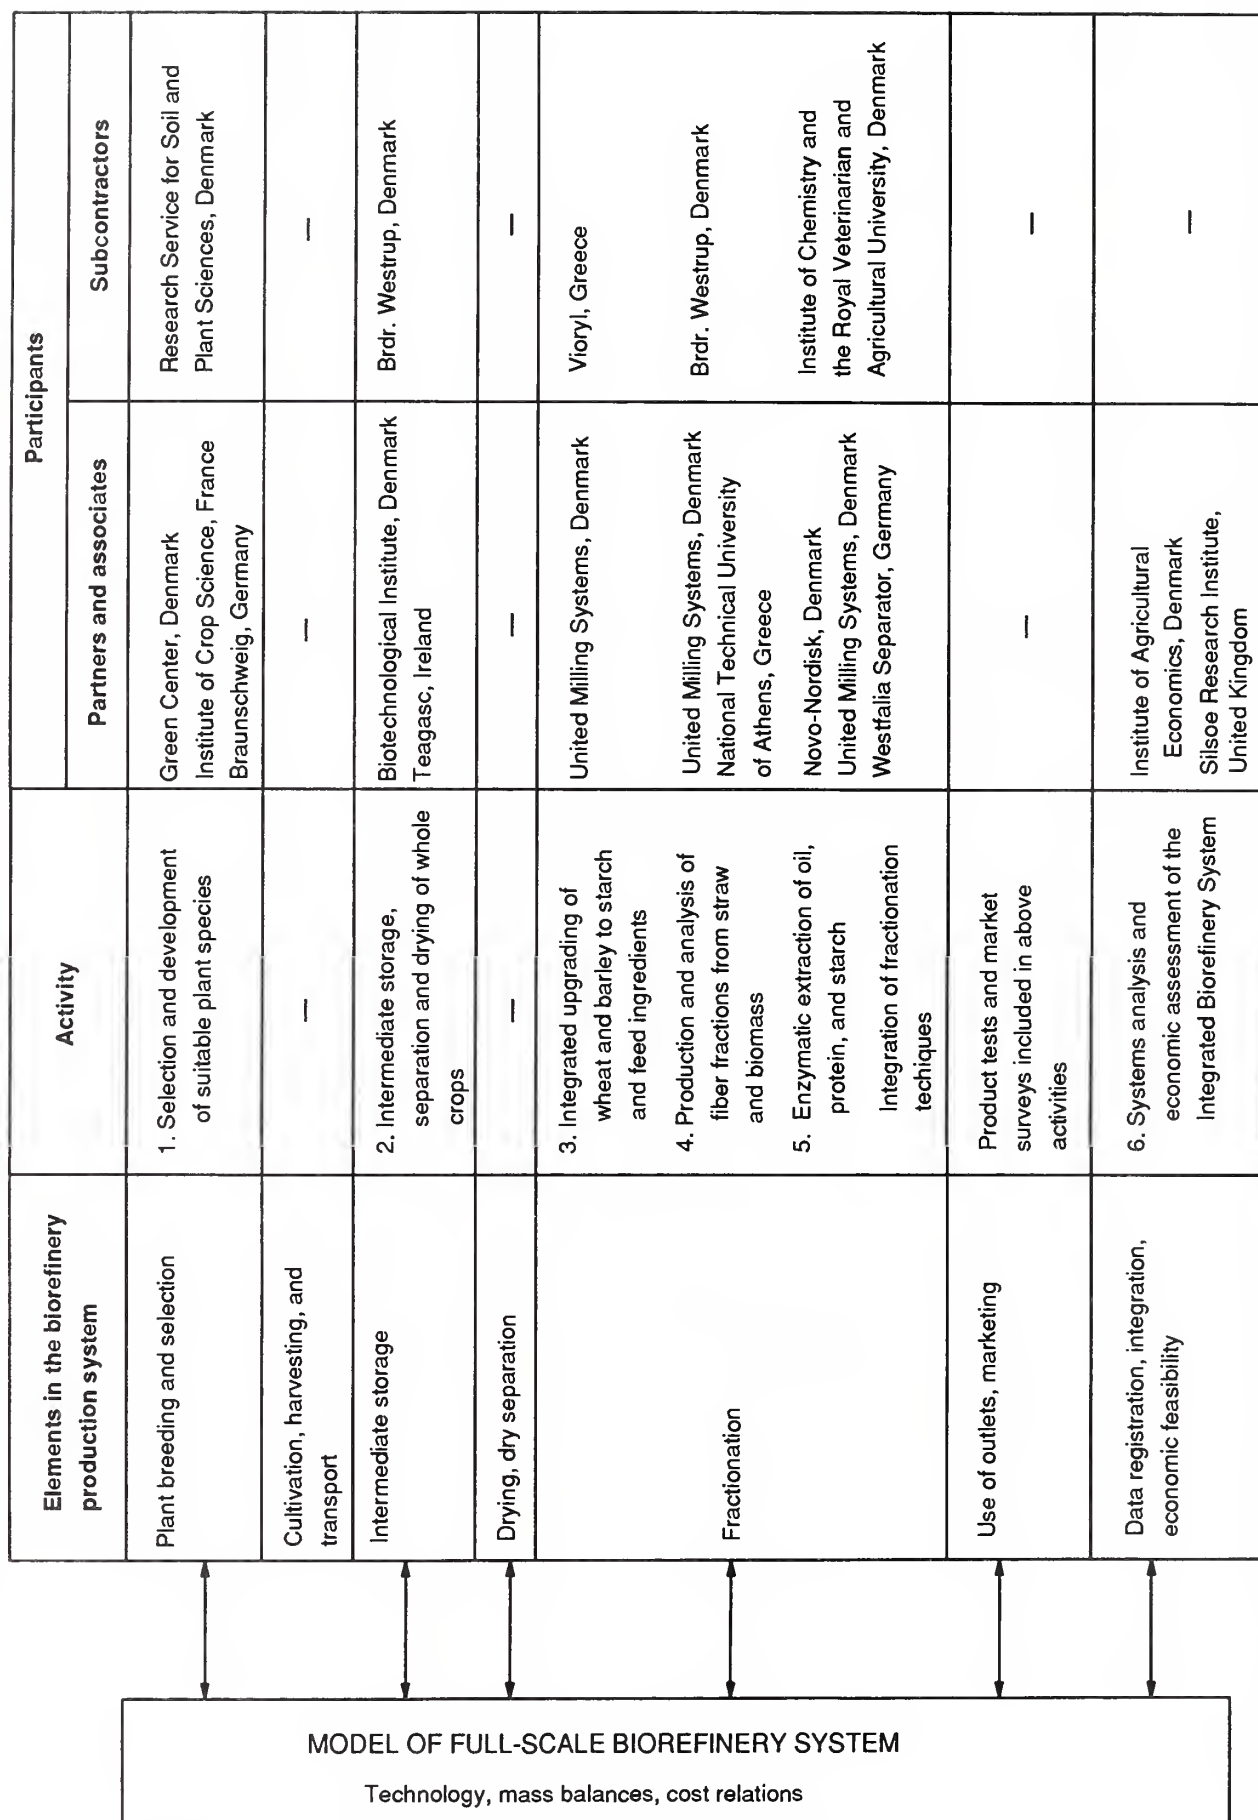 Elements in the biorefinery
production system
Activity
Participants
Partners and associates
Subcontractors
Plant breeding and selection
1. Selection and development
of suitable plant species
Green Center, Denmark
Institute of Crop Science, France
Braunschweig, Germany
Research Service for Soil and
Plant Sciences, Denmark
Cultivation, harvesting, and
transport
—
—
—
Intermediate storage
2. Intermediate storage,
separation and drying of whole
crops
Biotechnological Institute, Denmark
Teagasc, Ireland
Brdr. Westrup, Denmark
Drying, dry separation
—
—
—
Fractionation
3. Integrated upgrading of
wheat and barley to starch
and feed ingredients
United Milling Systems, Denmark
Vioryl, Greece
4. Production and analysis of
fiber fractions from straw
and biomass
United Milling Systems, Denmark
National Technical University
of Athens, Greece
Brdr. Westrup, Denmark
5. Enzymatic extraction of oil,
protein, and starch
Integration of fractionation
techiques
Novo-Nordisk, Denmark
United Milling Systems, Denmark
Westfalia Separator, Germany
Institute of Chemistry and
the Royal Veterinarian and
Agricultural University, Denmark
Use of outlets, marketing
Product tests and market
surveys included in above
activities
—
—
Data registration, integration,
economic feasibility
6. Systems analysis and
economic assessment of the
Integrated Biorefinery System
Institute of Agricultural
Economics, Denmark
Silsoe Research Institute,
United Kingdom
—
MODEL OF FULL-SCALE BIOREFINERY SYSTEM
Technology, mass balances, cost relations